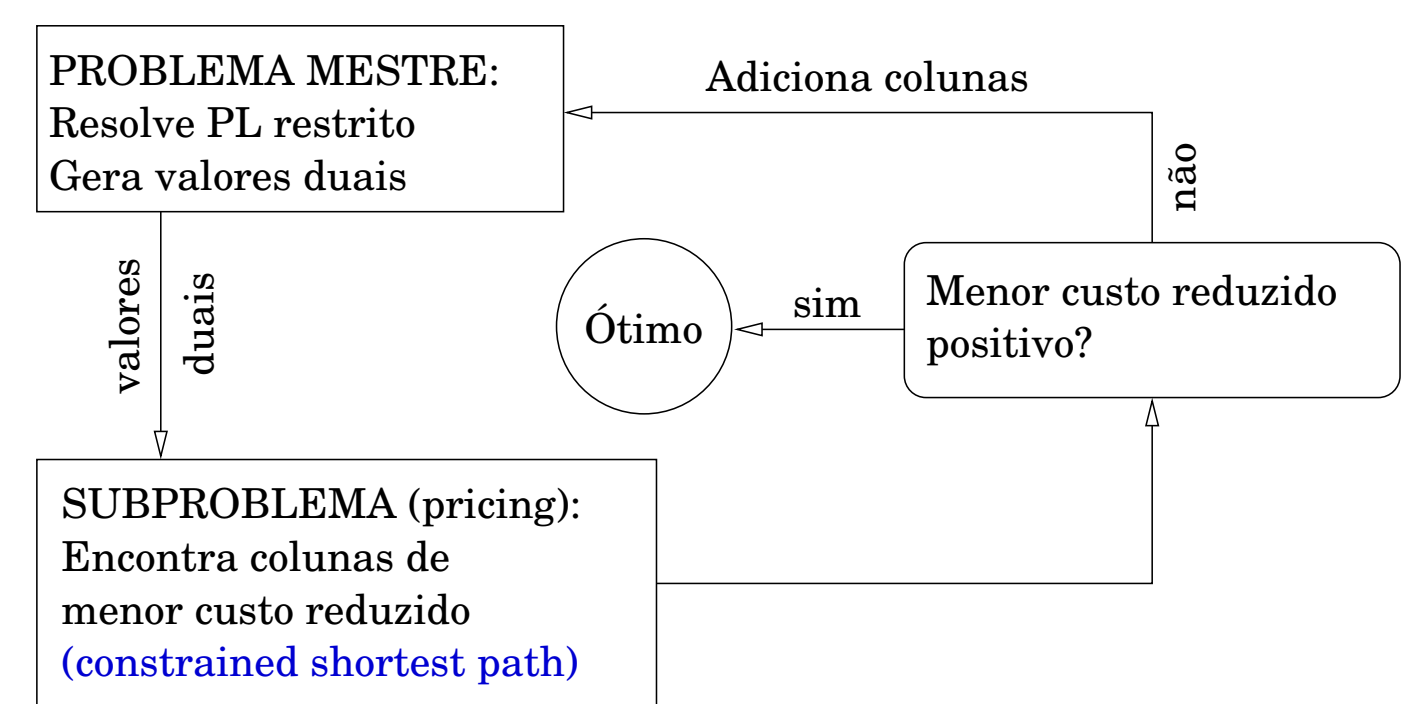 PROBLEMA MESTRE:
Resolve PL restrito
Gera valores duais
Adiciona colunas
não
valores
duais
Ótimo
sim
Menor custo reduzido
positivo?
SUBPROBLEMA (pricing):
Encontra colunas de
menor custo reduzido
(constrained shortest path)